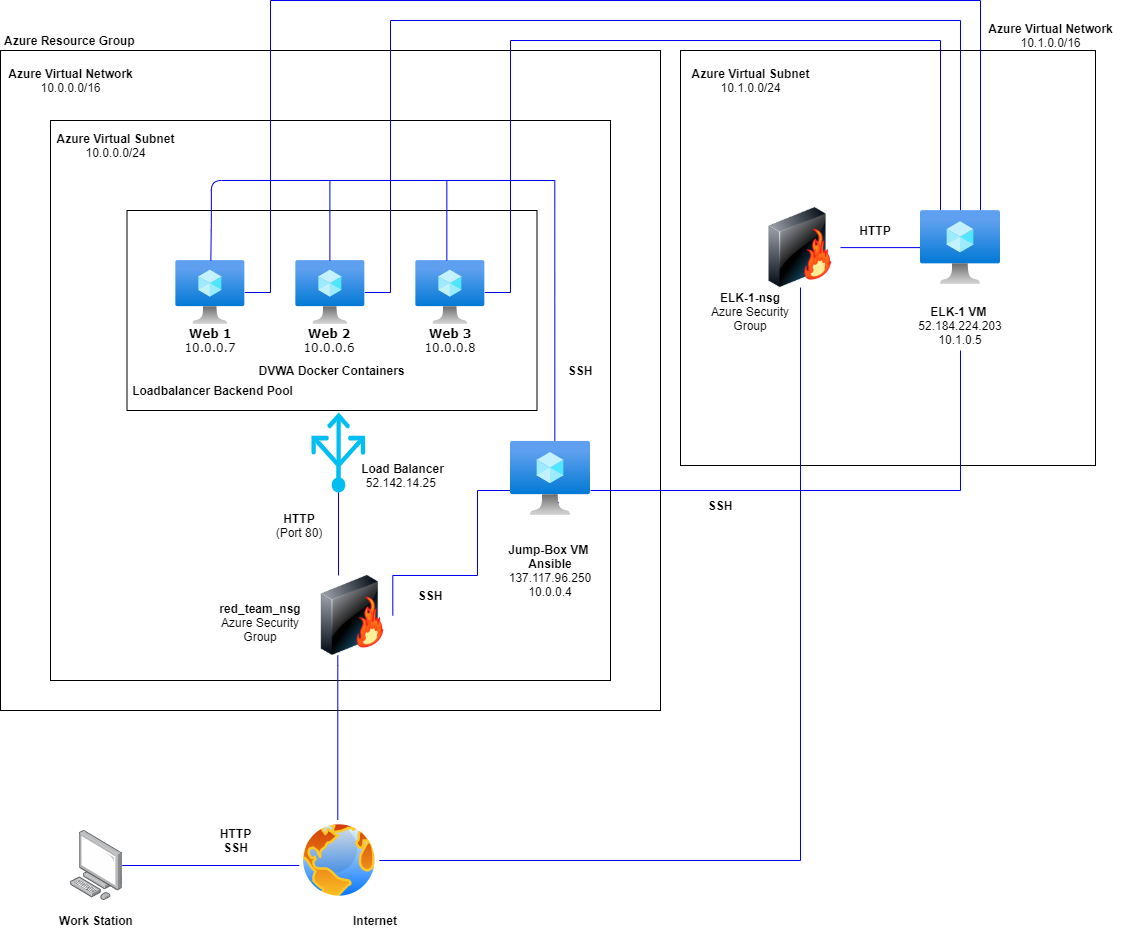 Azure Resource Group
Azure Virtual Network
10.0.0.0/16
Azure Virtual Subnet
10.0.0.0/24
Web 1
10.0.0.7
Web 2
10.0.0.6
Web 3
10.0.0.8
DVWA Docker Containers
Loadbalancer Backend Pool
SSH
Load Balancer
52.142.14.25
HTTP
(Port 80)
Jump-Box VM
Ansible
137.117.96.250
10.0.0.4
SSH
red_team_nsg
Azure Security
Group
Azure Virtual Network
10.1.0.0/16
Azure Virtual Subnet
10.1.0.0/24
HTTP
ELK-1-nsg
Azure Security
Group
ELK-1 VM
52.184.224.203
10.1.0.5
SSH
HTTP
SSH
Work Station
Internet